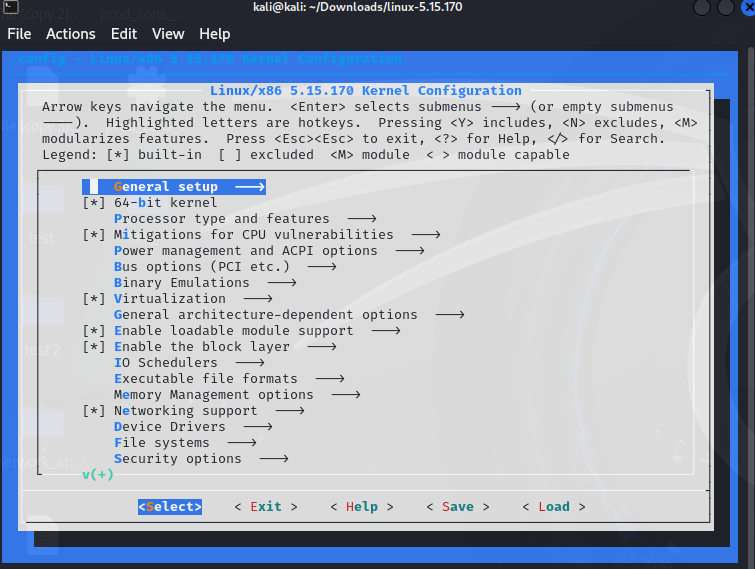 prod_cons_...
kali@kali: ~/Downloads/linux-5.15.170
File Actions Edit View Help
.config - Linux/x86 5.15.170 Kernel Configuration
Linux/x86 5.15.170 Kernel Configuration
Arrow keys navigate the menu. <Enter> selects submenus ---> (or empty submenus
----). Highlighted letters are hotkeys. Pressing <Y> includes, <N> excludes, <M>
modularizes features. Press <Esc><Esc> to exit, <?> for Help, </> for Search.
Legend: [*] built-in [ ] excluded <M> module < > module capable
General setup --->
[*] 64-bit kernel
Processor type and features --->
[*] Mitigations for CPU vulnerabilities --->
Power management and ACPI options --->
Bus options (PCI etc.) --->
Binary Emulations --->
[*] Virtualization --->
General architecture-dependent options --->
[*] Enable loadable module support --->
[*] Enable the block layer --->
IO Schedulers --->
Executable file formats --->
Memory Management options --->
[*] Networking support --->
Device Drivers --->
File systems --->
Security options --->
v(+)
<Select> < Exit > < Help > < Save > < Load >
test
test 2